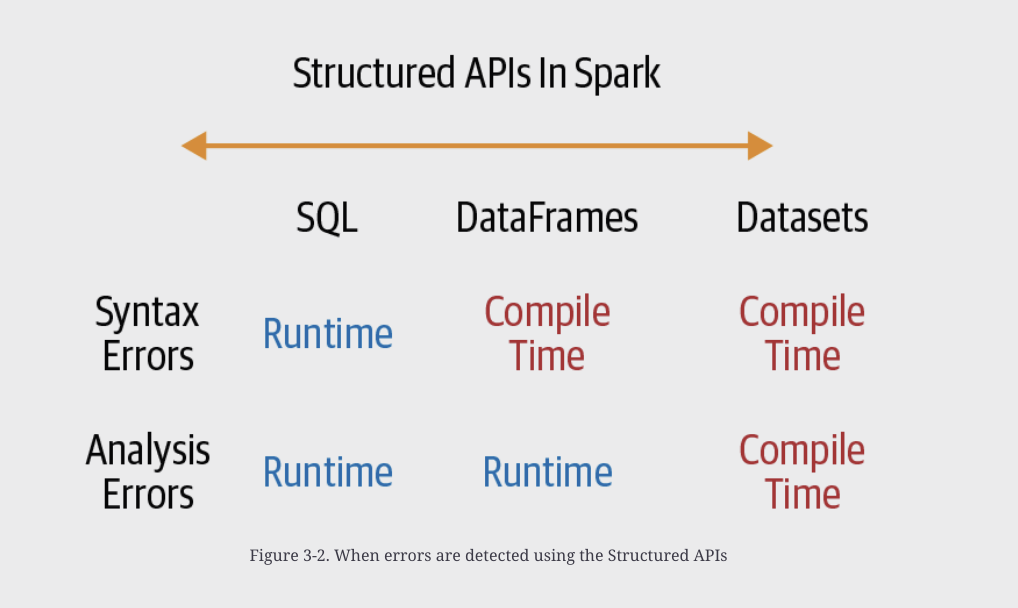 Structured APIs In Spark
SQL DataFrames Datasets
Syntax Errors Runtime Compile Time Compile Time
Analysis Errors Runtime Runtime Compile Time
Figure 3-2. When errors are detected using the Structured APIs